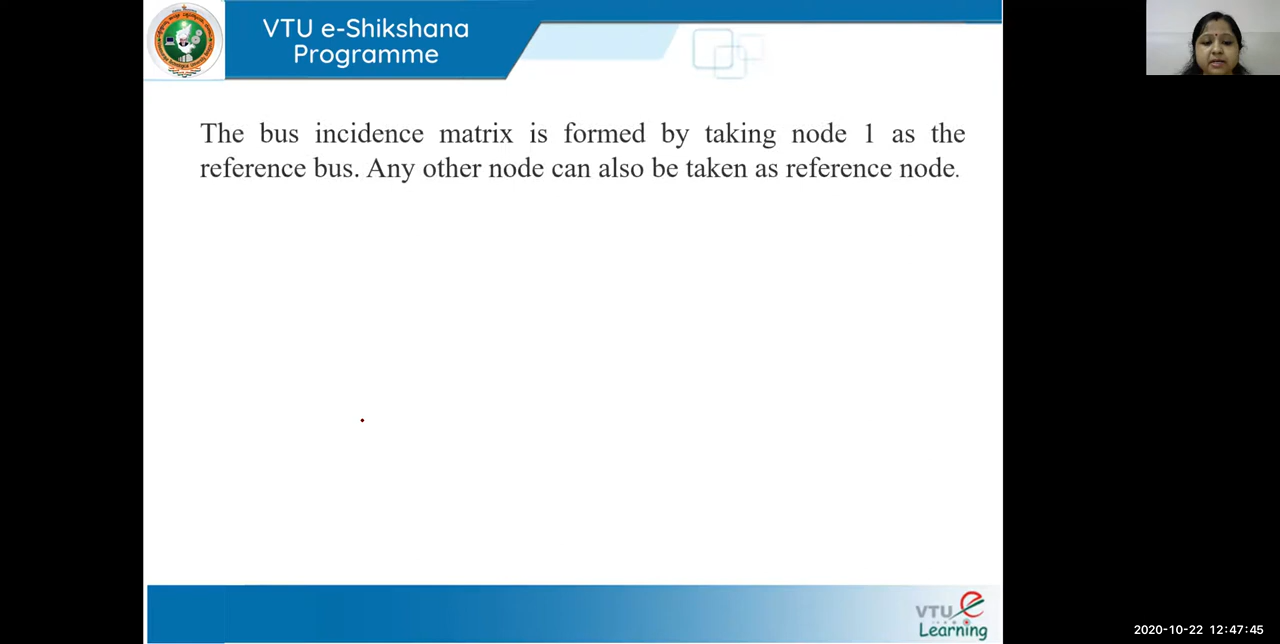 VTU e-Shikshana
Programme
The bus incidence matrix is formed by taking node 1 as the
reference bus. Any other node can also be taken as reference node.
VTU e
Learning
2020-10-22 12:47:45